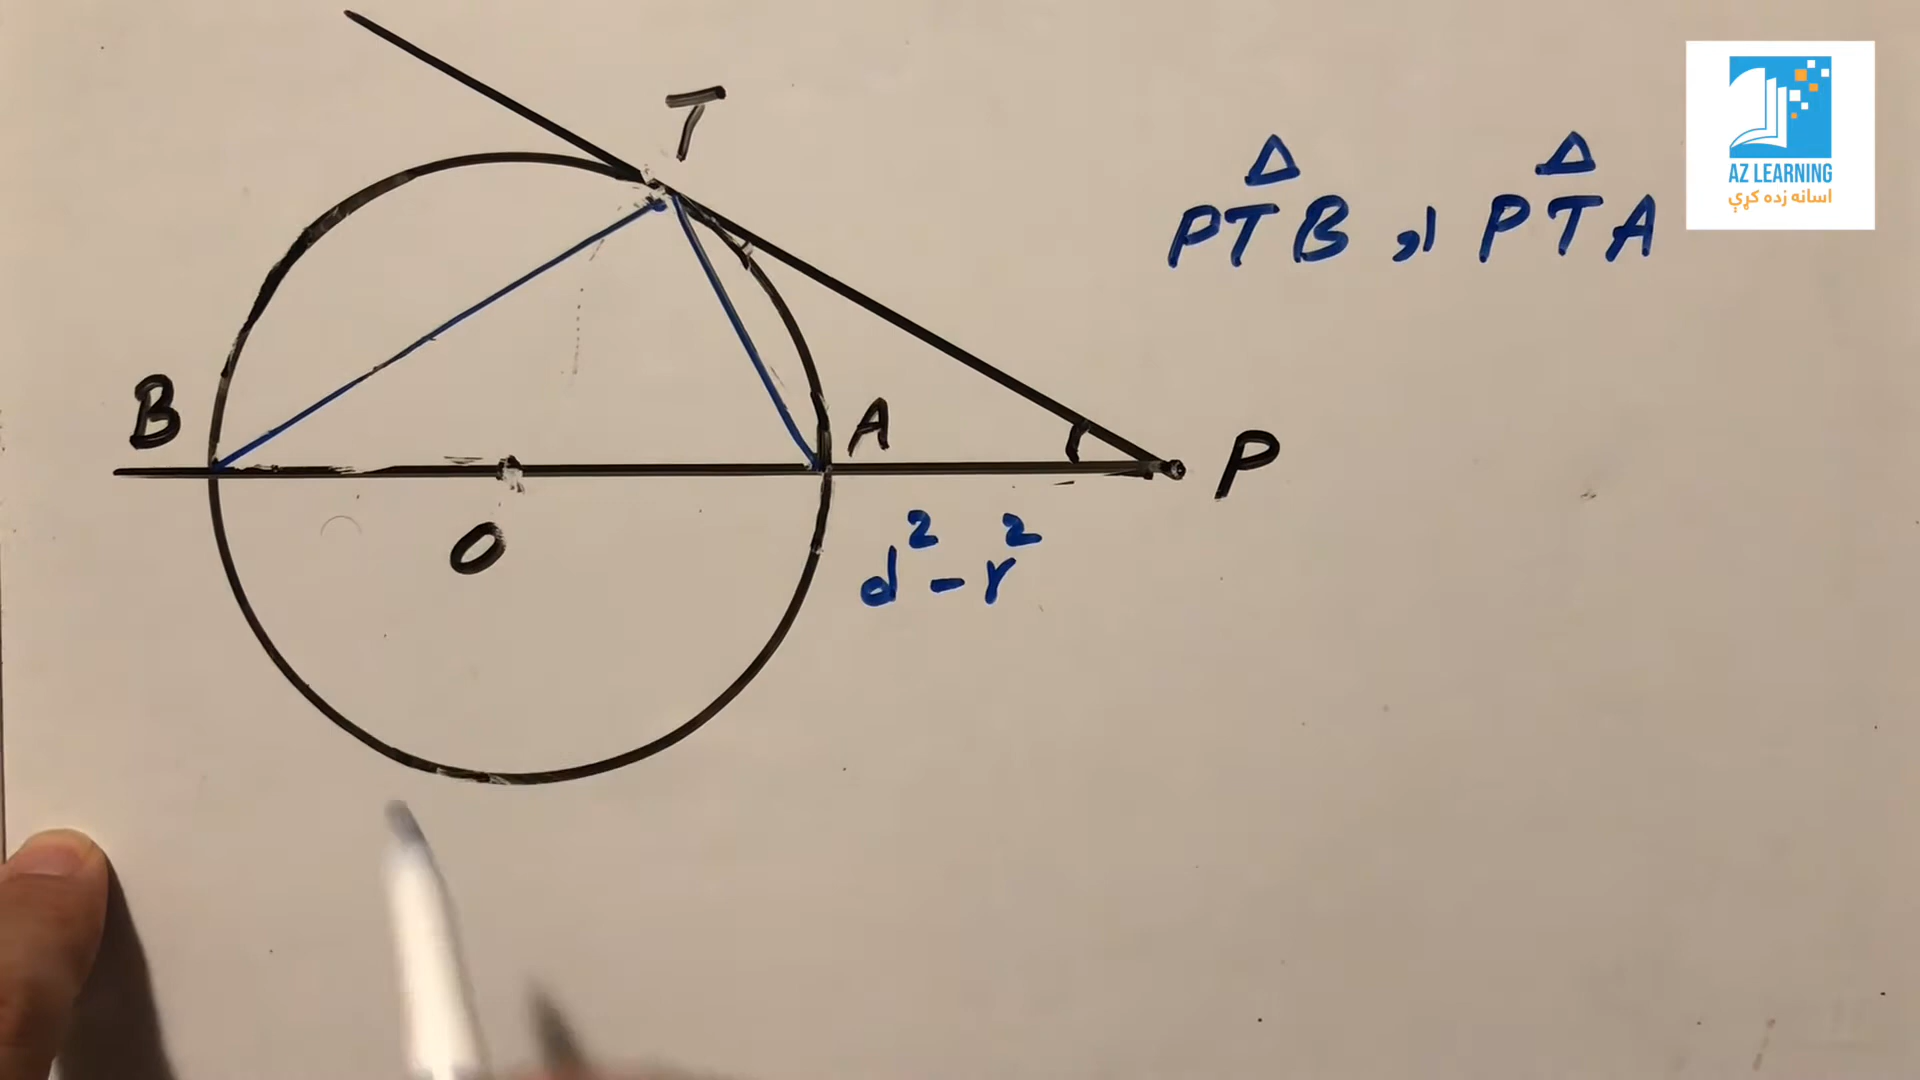 T
PTB او PTA
B
A
P
O
d² - r²
AZ LEARNING
اسانه زده کړې